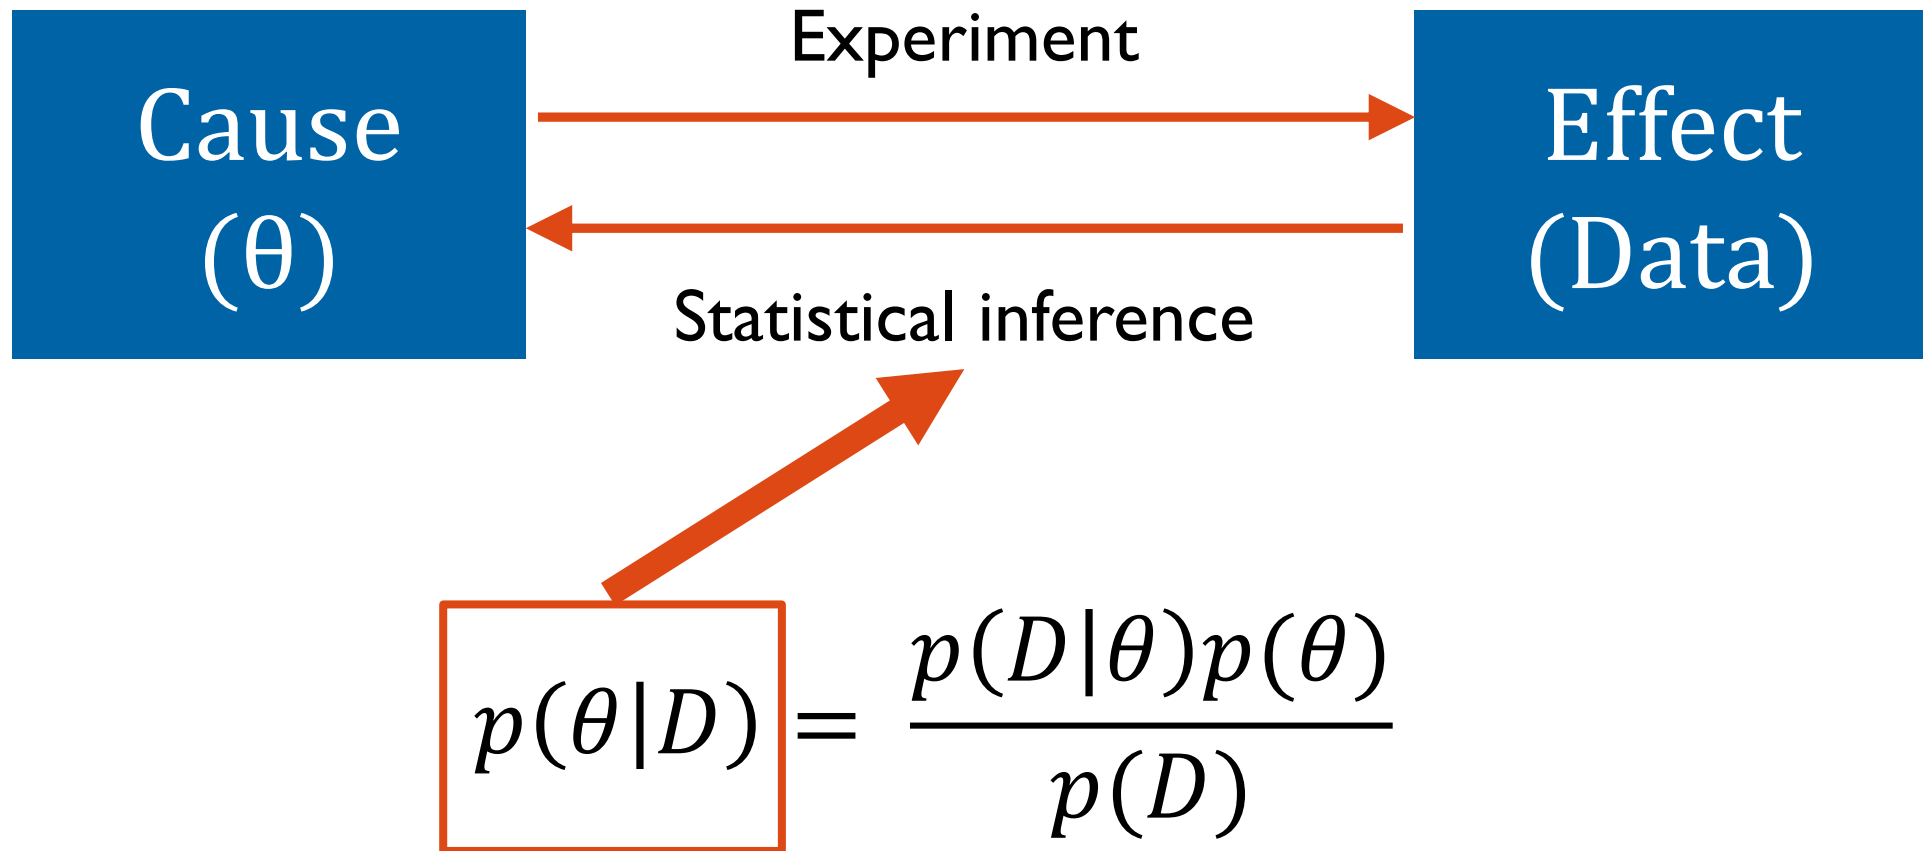 Experiment
Cause
(θ)
Effect
(Data)
Statistical inference
p(θ|D) = p(D|θ)p(θ)
p(D)